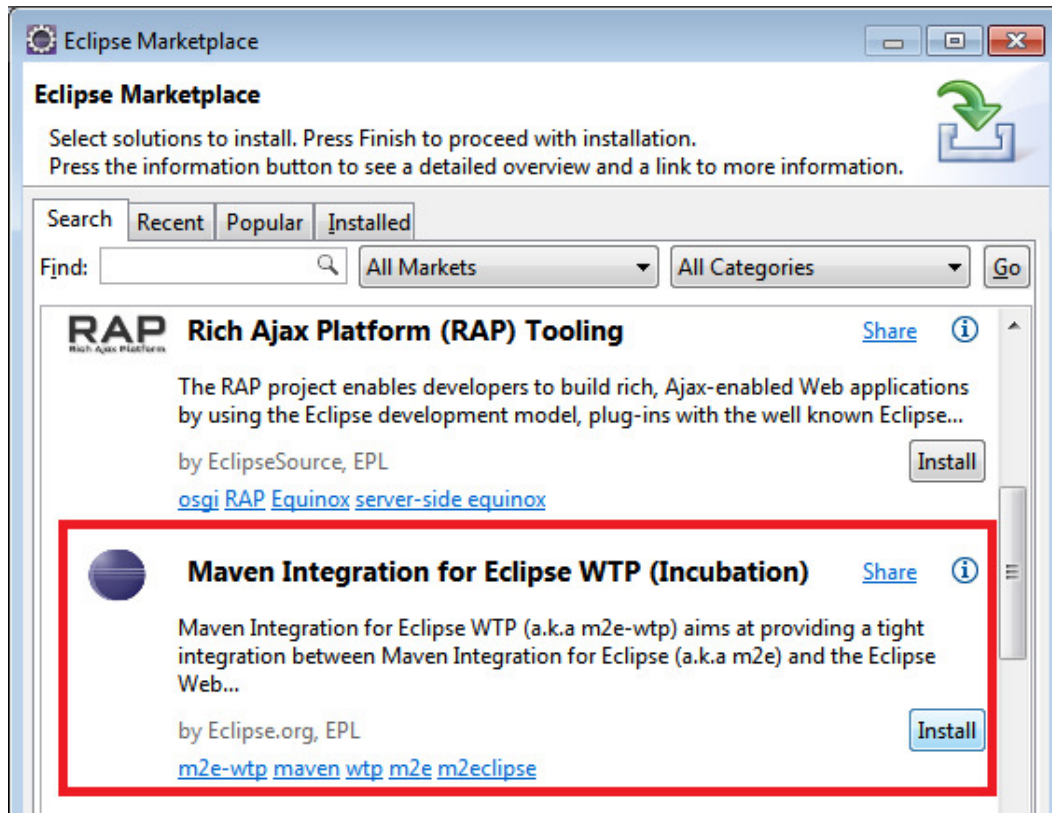 Eclipse Marketplace
Eclipse Marketplace
Select solutions to install. Press Finish to proceed with installation.
Press the information button to see a detailed overview and a link to more information.
Search Recent Popular Installed
Find: All Markets All Categories Go
RAP Rich Ajax Platform (RAP) Tooling Share
Rich Ajax Platform
The RAP project enables developers to build rich, Ajax-enabled Web applications
by using the Eclipse development model, plug-ins with the well known Eclipse...
by EclipseSource, EPL Install
osgi RAP Equinox server-side equinox
Maven Integration for Eclipse WTP (Incubation) Share
Maven Integration for Eclipse WTP (a.k.a m2e-wtp) aims at providing a tight
integration between Maven Integration for Eclipse (a.k.a m2e) and the Eclipse
Web...
by Eclipse.org, EPL Install
m2e-wtp maven wtp m2e m2eclipse